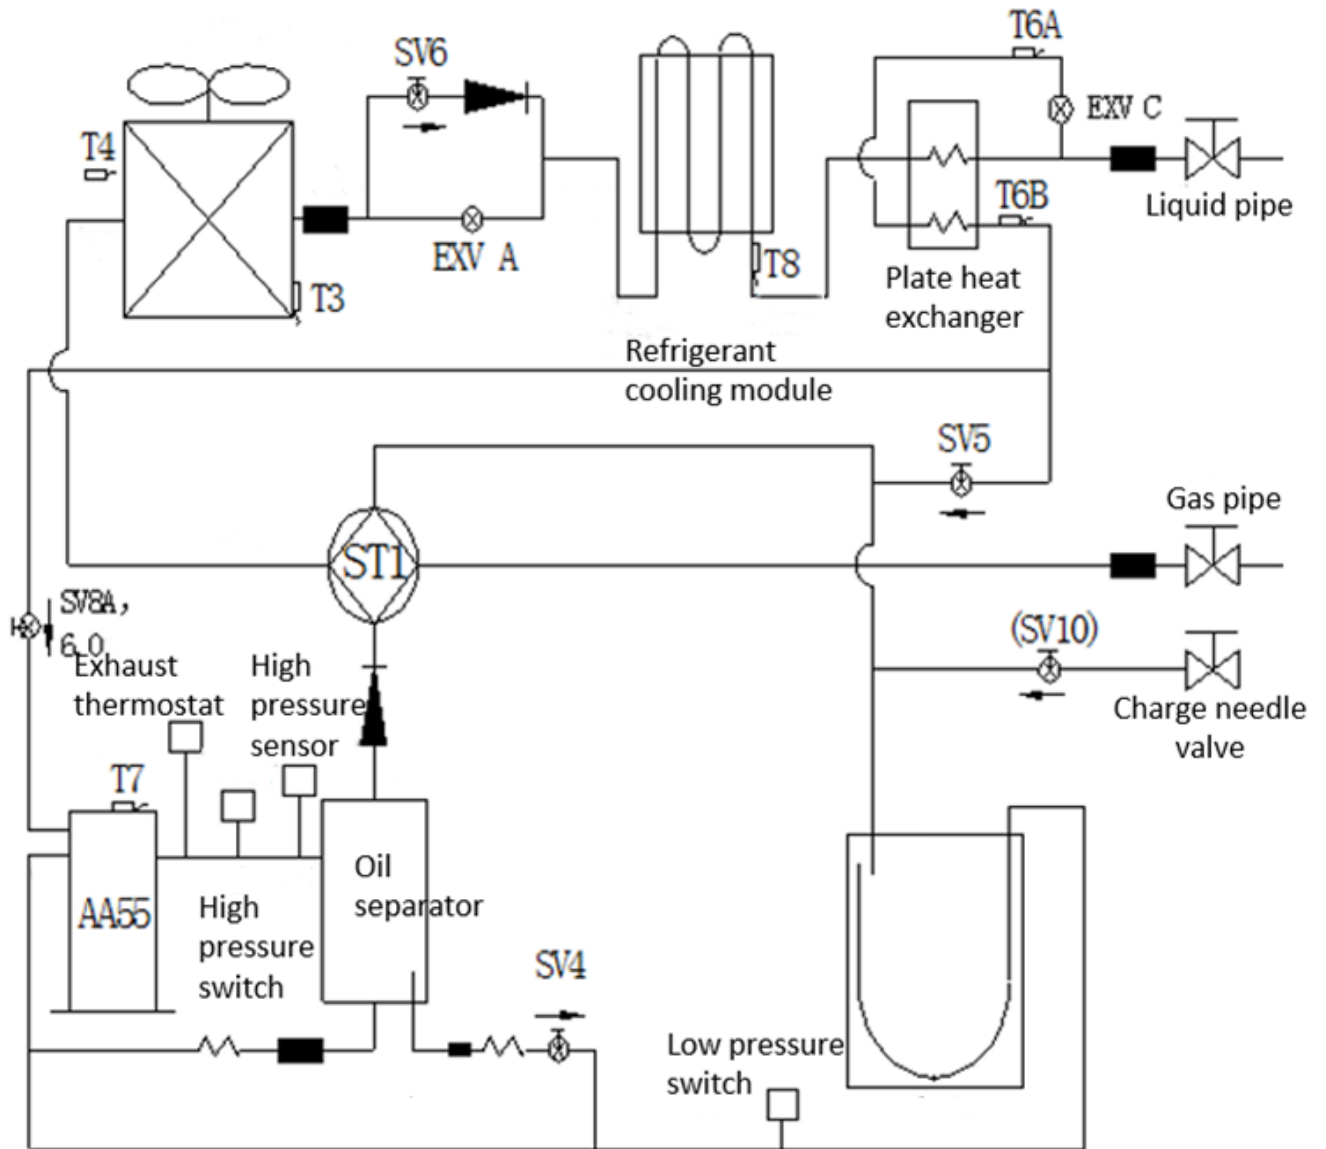 T6A
SV6
EXV C
T4
Liquid pipe
T6B
EXV A
T8
Plate heat
exchanger
T3
Refrigerant
cooling module
SV5
Gas pipe
ST1
SV8A,
6.0
(SV10)
Exhaust
thermostat
High
pressure
sensor
Charge needle
valve
T7
Oil
separator
AA55
High
pressure
switch
SV4
Low pressure
switch